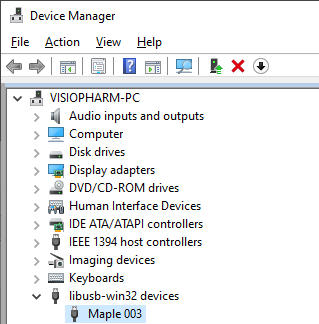 Device Manager
File Action View Help
VISIOPHARM-PC
Audio inputs and outputs
Computer
Disk drives
Display adapters
DVD/CD-ROM drives
Human Interface Devices
IDE ATA/ATAPI controllers
IEEE 1394 host controllers
Imaging devices
Keyboards
libusb-win32 devices
Maple 003